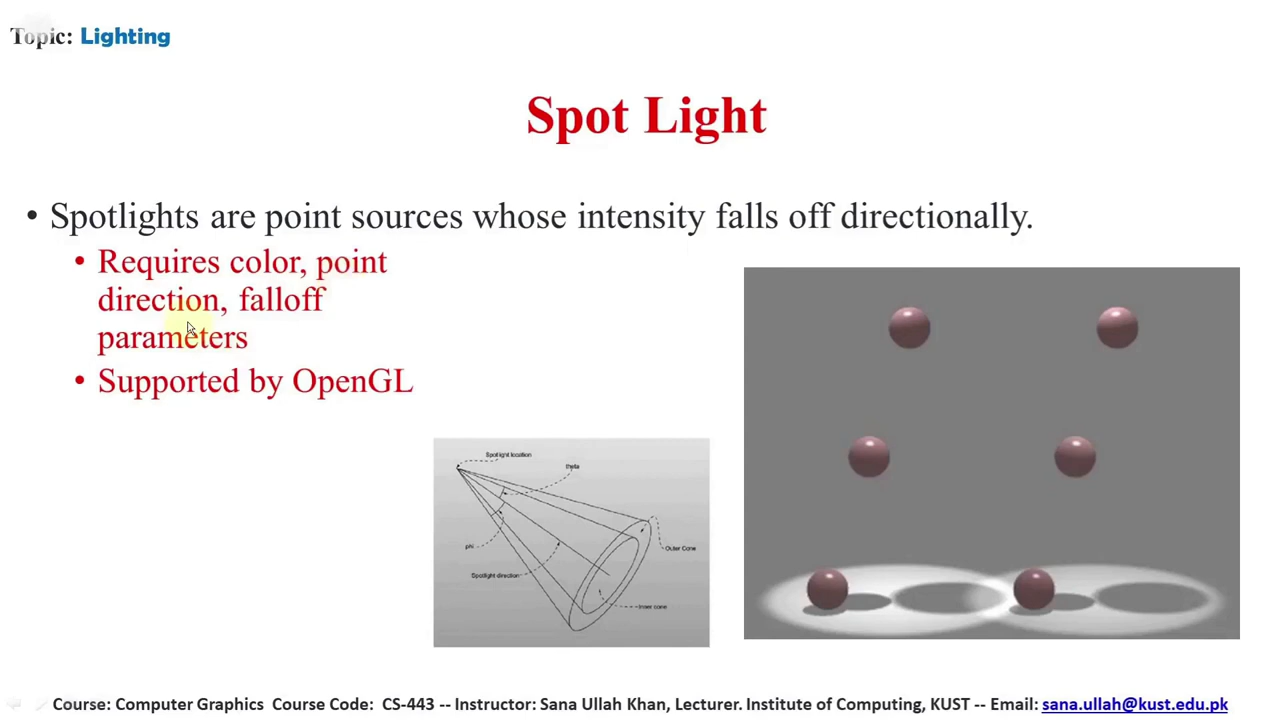 Topic: Lighting
Spot Light
• Spotlights are point sources whose intensity falls off directionally.
• Requires color, point
direction, falloff
parameters
• Supported by OpenGL
Spotlight location
theta
phi
Outer Cone
Spotlight direction
Inner cone
Course: Computer Graphics Course Code: CS-443 -- Instructor: Sana Ullah Khan, Lecturer. Institute of Computing, KUST -- Email: sana.ullah@kust.edu.pk